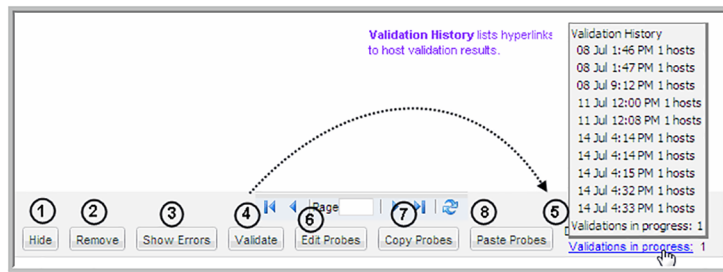 Validation History lists hyperlinks
to host validation results.
Validation History
08 Jul 1:46 PM 1 hosts
08 Jul 1:47 PM 1 hosts
08 Jul 9:12 PM 1 hosts
11 Jul 12:00 PM 1 hosts
11 Jul 12:08 PM 1 hosts
14 Jul 4:14 PM 1 hosts
14 Jul 4:14 PM 1 hosts
14 Jul 4:15 PM 1 hosts
14 Jul 4:32 PM 1 hosts
14 Jul 4:33 PM 1 hosts
Validations in progress: 1
Page
1 2 3 4 6 7 8 5
Hide Remove Show Errors Validate Edit Probes Copy Probes Paste Probes
Validations in progress: 1